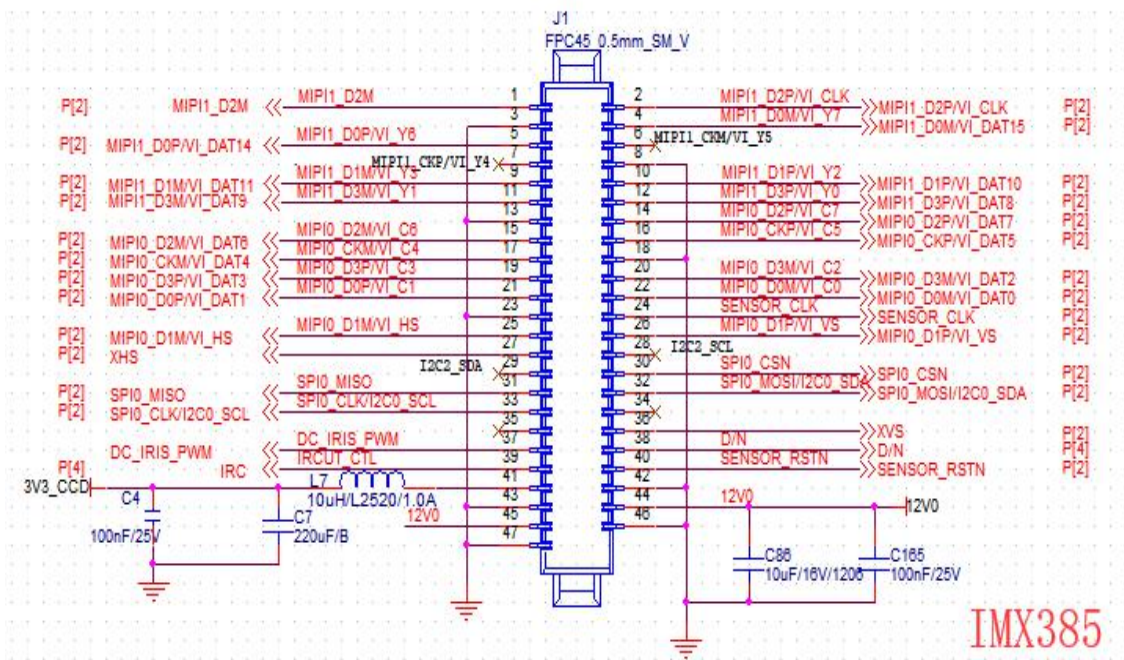 J1
FPC45 0.5mm_SM_V
P[2] MIPI1_D2M MIPI1_D2M 1 2 MIPI1_D2P/VI_CLK MIPI1_D2P/VI_CLK P[2]
3 4 MIPI1_D0M/VI_Y7 MIPI1_D0M/VI_DAT15 P[2]
P[2] MIPI1_D0P/VI_DAT14 MIPI1_D0P/VI_Y6 5 6 MIPI1_CKM/VI_Y5
MIPI1_CKP/VI_Y4 7 8
P[2] MIPI1_D1M/VI_DAT11 MIPI1_D1M/VI_Y3 9 10 MIPI1_D1P/VI_Y2 MIPI1_D1P/VI_DAT10 P[2]
P[2] MIPI1_D3M/VI_DAT9 MIPI1_D3M/VI_Y1 11 12 MIPI1_D3P/VI_Y0 MIPI1_D3P/VI_DAT8 P[2]
13 14 MIPI0_D2P/VI_C7 MIPI0_D2P/VI_DAT7 P[2]
P[2] MIPI0_D2M/VI_DAT6 MIPI0_D2M/VI_C6 15 16 MIPI0_CKP/VI_C5 MIPI0_CKP/VI_DAT5 P[2]
P[2] MIPI0_CKM/VI_DAT4 MIPI0_CKM/VI_C4 17 18
P[2] MIPI0_D3P/VI_DAT3 MIPI0_D3P/VI_C3 19 20 MIPI0_D3M/VI_C2 MIPI0_D3M/VI_DAT2 P[2]
P[2] MIPI0_D0P/VI_DAT1 MIPI0_D0P/VI_C1 21 22 MIPI0_D0M/VI_C0 MIPI0_D0M/VI_DAT0 P[2]
23 24 SENSOR_CLK SENSOR_CLK P[2]
P[2] MIPI0_D1M/VI_HS MIPI0_D1M/VI_HS 25 26 MIPI0_D1P/VI_VS MIPI0_D1P/VI_VS P[2]
P[2] XHS 27 28 I2C2_SCL
I2C2_SDA 29 30 SPI0_CSN SPI0_CSN P[2]
P[2] SPI0_MISO SPI0_MISO 31 32 SPI0_MOSI/I2C0_SDA SPI0_MOSI/I2C0_SDA P[2]
P[2] SPI0_CLK/I2C0_SCL SPI0_CLK/I2C0_SCL 33 34
35 36 XVS P[2]
DC_IRIS_PWM DC_IRIS_PWM 37 38 D/N D/N P[4]
P[4] IRC IRCUT_CTL 39 40 SENSOR_RSTN SENSOR_RSTN P[2]
3V3_CCD L7 41 42
10uH/L2520/1.0A 43 44 12V0 12V0
C4 C7 12V0 45 46
100nF/25V 220uF/B 47
C86 C165
10uF/16V/1206 100nF/25V
IMX385